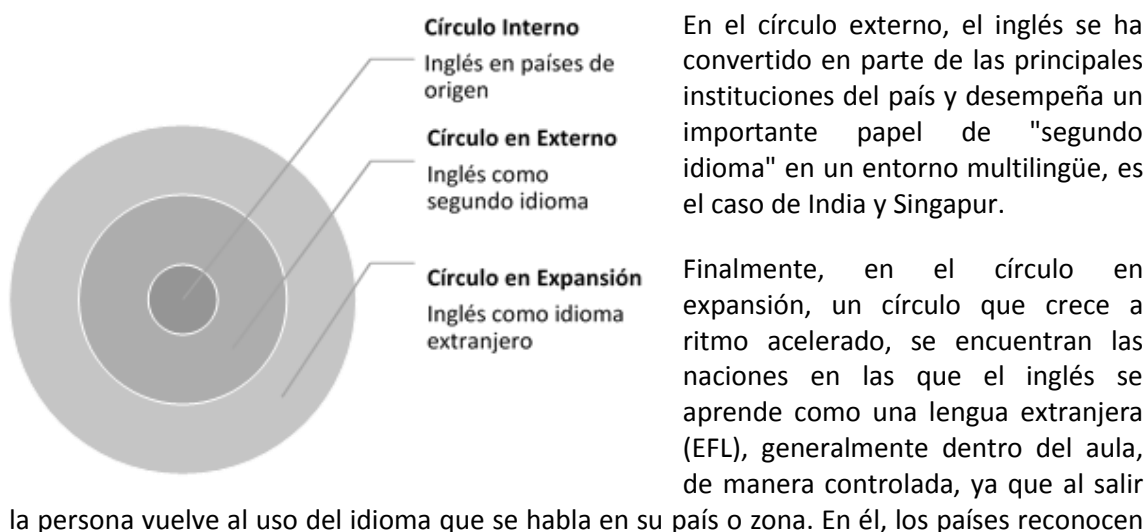 Círculo Interno
Inglés en países de
origen
Círculo en Externo
Inglés como
segundo idioma
Círculo en Expansión
Inglés como idioma
extranjero
En el círculo externo, el inglés se ha
convertido en parte de las principales
instituciones del país y desempeña un
importante papel de "segundo
idioma" en un entorno multilingüe, es
el caso de India y Singapur.
Finalmente, en el círculo en
expansión, un círculo que crece a
ritmo acelerado, se encuentran las
naciones en las que el inglés se
aprende como una lengua extranjera
(EFL), generalmente dentro del aula,
de manera controlada, ya que al salir
la persona vuelve al uso del idioma que se habla en su país o zona. En él, los países reconocen